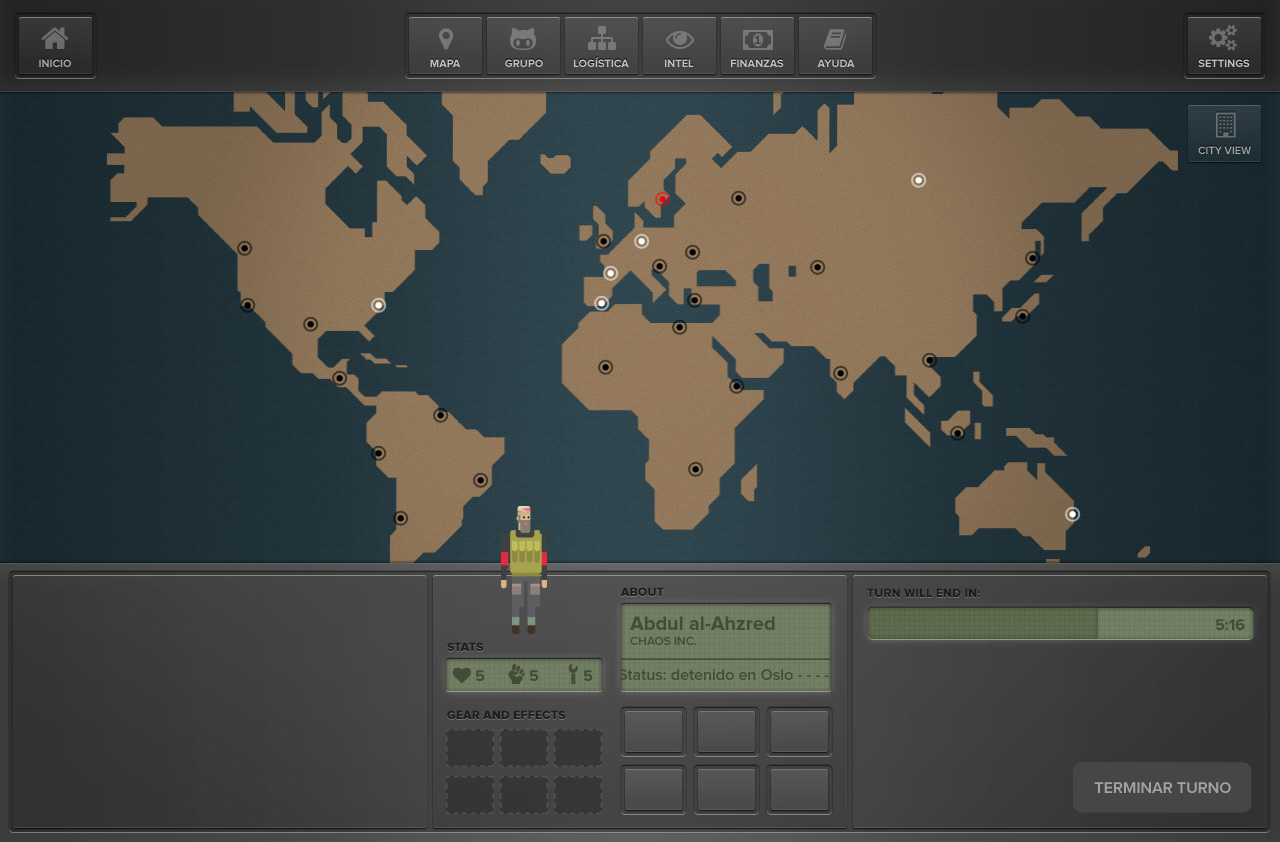 INICIO
MAPA
GRUPO
LOGÍSTICA
INTEL
FINANZAS
AYUDA
SETTINGS
CITY VIEW
STATS
5 5 5
GEAR AND EFFECTS
ABOUT
Abdul al-Ahzred
CHAOS INC.
Status: detenido en Oslo - - - -
TURN WILL END IN:
5:16
TERMINAR TURNO